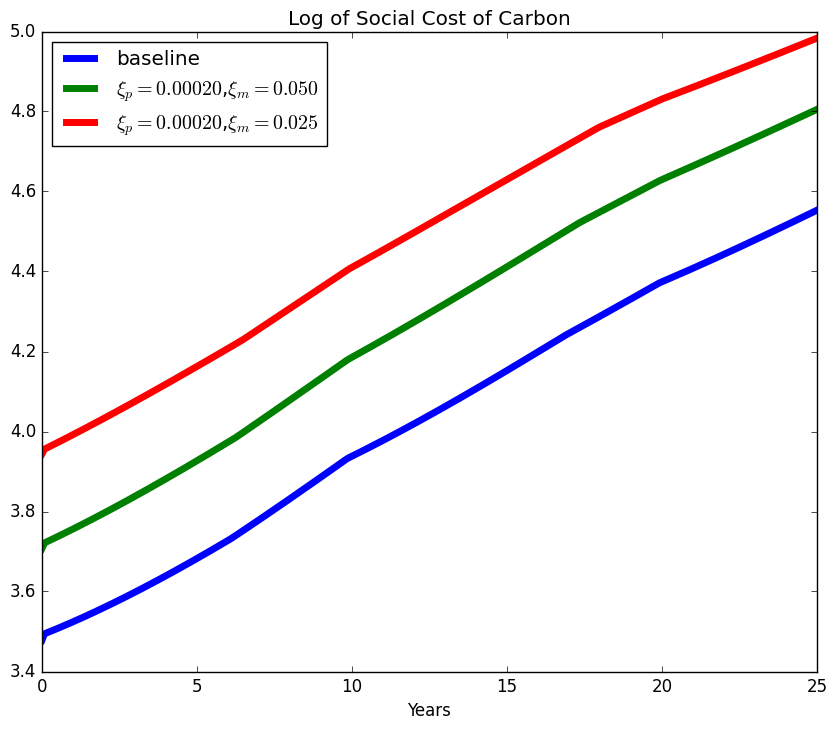 Log of Social Cost of Carbon
5.0
4.8
4.6
4.4
4.2
4.0
3.8
3.6
3.4
baseline
ξₚ = 0.00020,ξₘ = 0.050
ξₚ = 0.00020,ξₘ = 0.025
0 5 10 15 20 25
Years